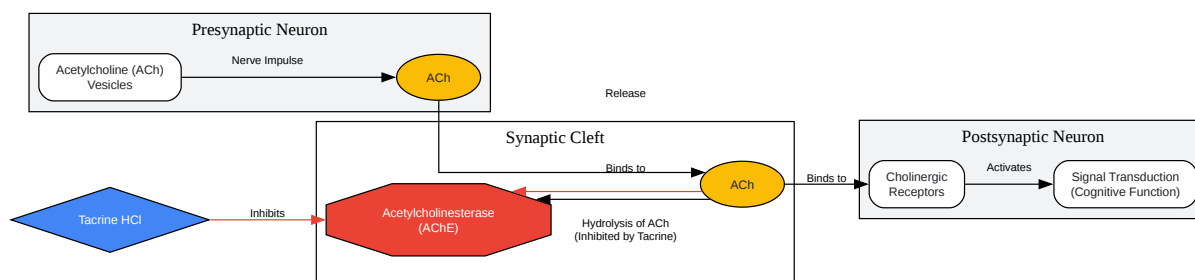 Presynaptic Neuron
Acetylcholine (ACh)
Vesicles
Nerve Impulse
ACh
Release
Synaptic Cleft
Binds to
ACh
Acetylcholinesterase
(AChE)
Hydrolysis of ACh
(Inhibited by Tacrine)
Tacrine HCl
Inhibits
Binds to
Postsynaptic Neuron
Cholinergic
Receptors
Activates
Signal Transduction
(Cognitive Function)